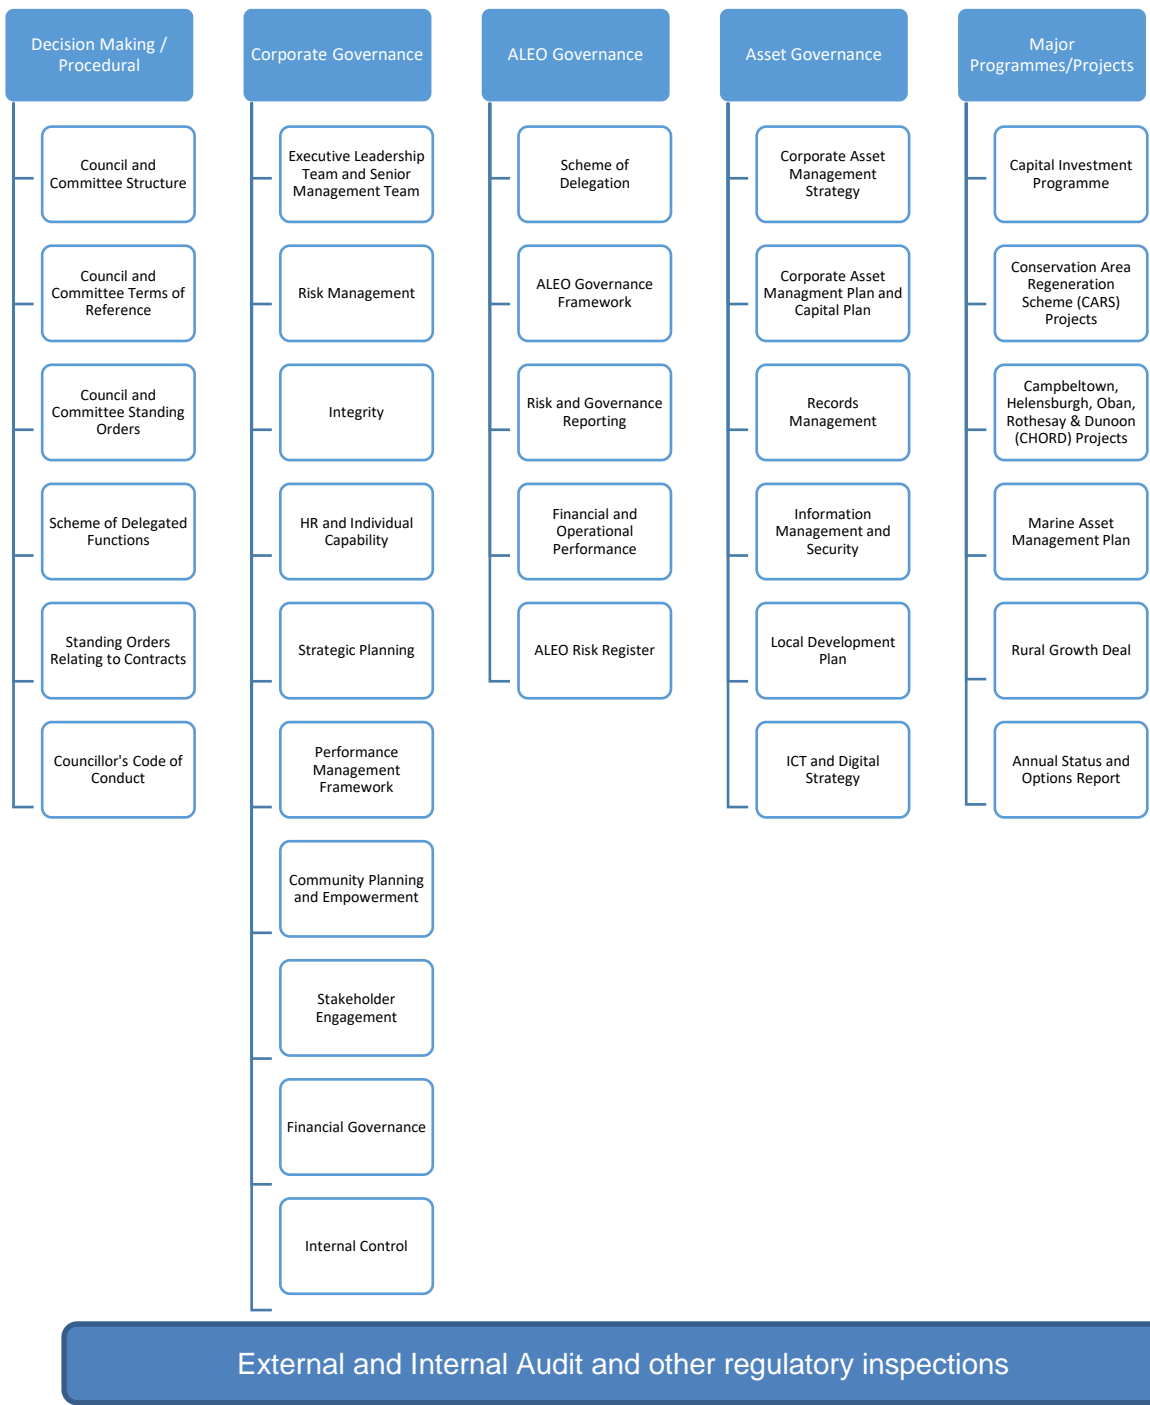 Decision Making /
Procedural
Council and
Committee Structure
Council and
Committee Terms of
Reference
Council and
Committee Standing
Orders
Scheme of Delegated
Functions
Standing Orders
Relating to Contracts
Councillor's Code of
Conduct
Corporate Governance
Executive Leadership
Team and Senior
Management Team
Risk Management
Integrity
HR and Individual
Capability
Strategic Planning
Performance
Management
Framework
Community Planning
and Empowerment
Stakeholder
Engagement
Financial Governance
Internal Control
ALEO Governance
Scheme of
Delegation
ALEO Governance
Framework
Risk and Governance
Reporting
Financial and
Operational
Performance
ALEO Risk Register
Asset Governance
Corporate Asset
Management
Strategy
Corporate Asset
Managment Plan and
Capital Plan
Records
Management
Information
Management and
Security
Local Development
Plan
ICT and Digital
Strategy
Major
Programmes/Projects
Capital Investment
Programme
Conservation Area
Regeneration
Scheme (CARS)
Projects
Campbeltown,
Helensburgh, Oban,
Rothesay & Dunoon
(CHORD) Projects
Marine Asset
Management Plan
Rural Growth Deal
Annual Status and
Options Report
External and Internal Audit and other regulatory inspections